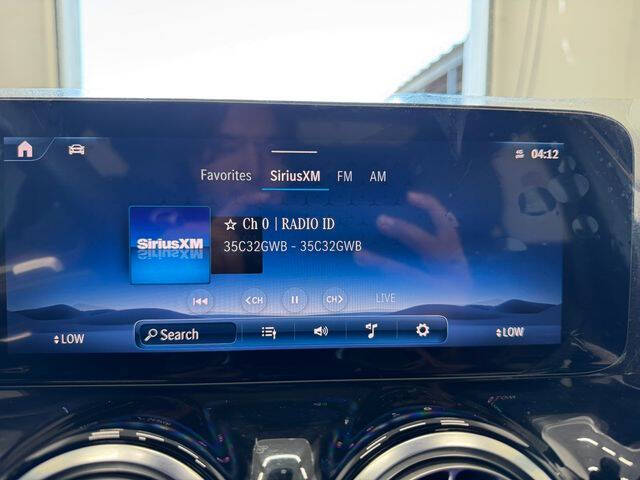 04:12
Favorites SiriusXM FM AM
SiriusXM
☆ Ch 0 | RADIO ID
35C32GWB - 35C32GWB
<CH CH> LIVE
LOW Search LOW